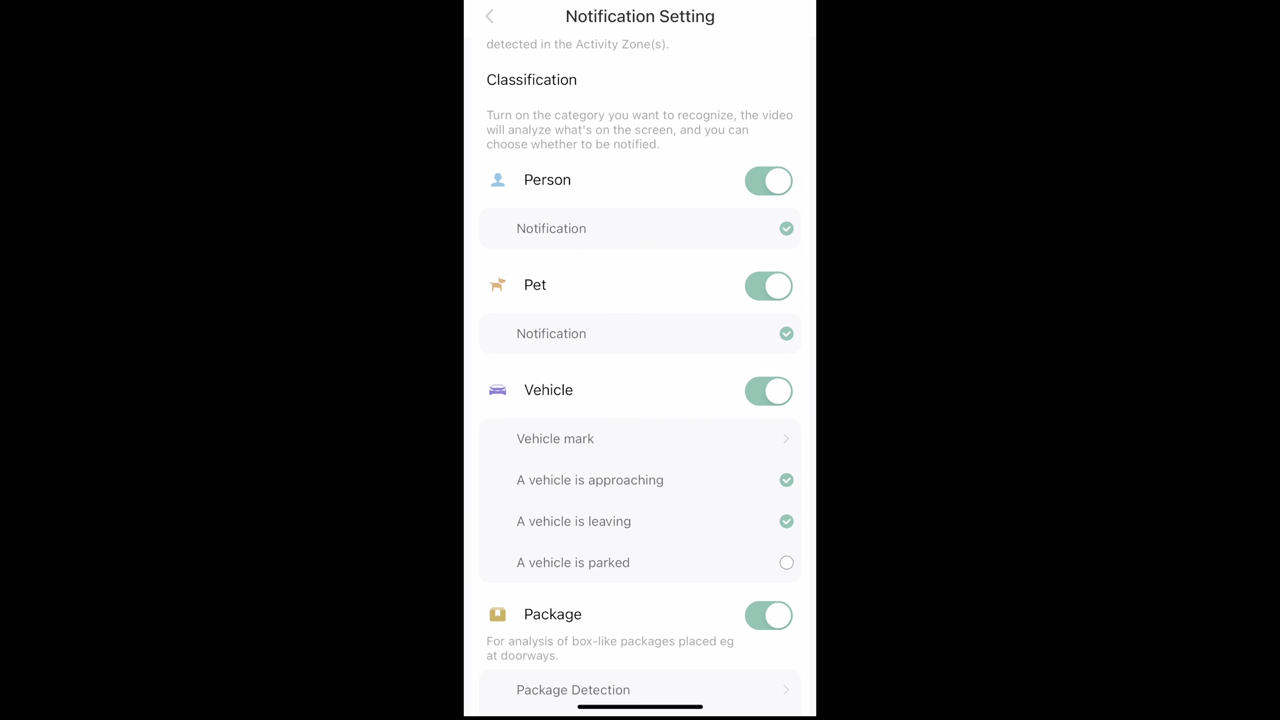 Notification Setting
detected in the Activity Zone(s).
Classification
Turn on the category you want to recognize, the video
will analyze what's on the screen, and you can
choose whether to be notified.
Person
Notification
Pet
Notification
Vehicle
Vehicle mark
A vehicle is approaching
A vehicle is leaving
A vehicle is parked
Package
For analysis of box-like packages placed eg
at doorways.
Package Detection